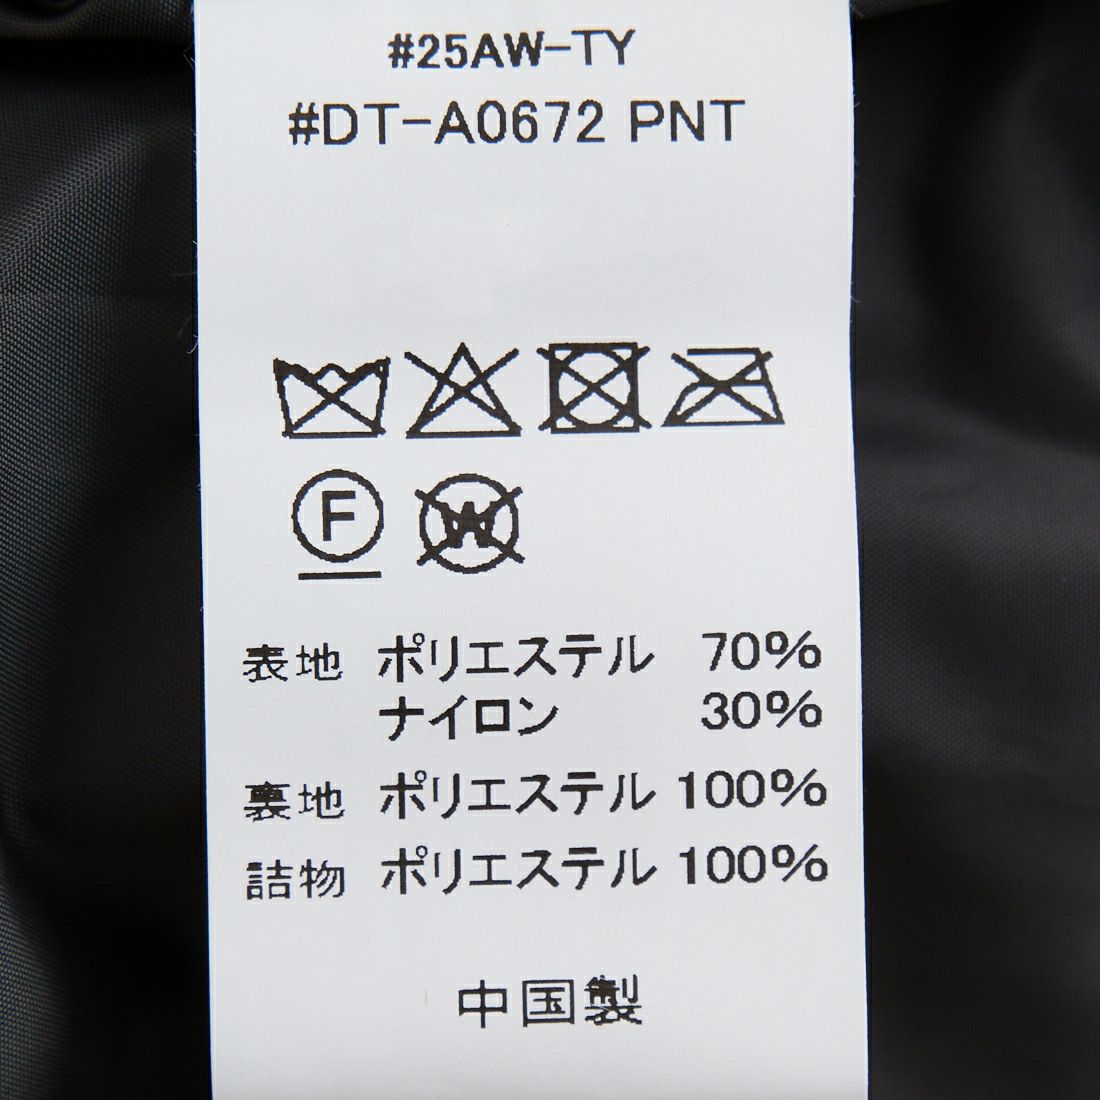 #25AW-TY
#DT-A0672 PNT
F W
表地 ポリエステル 70%
ナイロン 30%
裏地 ポリエステル 100%
詰物 ポリエステル 100%
中国製